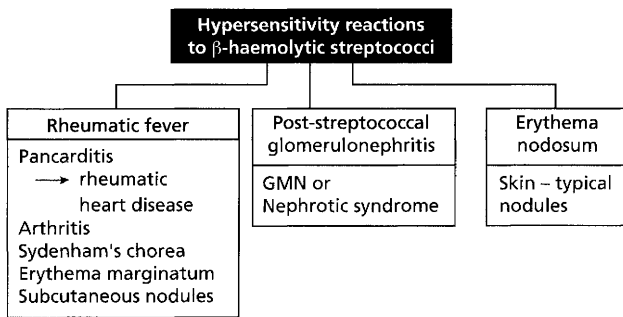 Hypersensitivity reactions
to β-haemolytic streptococci
Rheumatic fever
Pancarditis
→ rheumatic
heart disease
Arthritis
Sydenham's chorea
Erythema marginatum
Subcutaneous nodules
Post-streptococcal
glomerulonephritis
GMN or
Nephrotic syndrome
Erythema
nodosum
Skin – typical
nodules